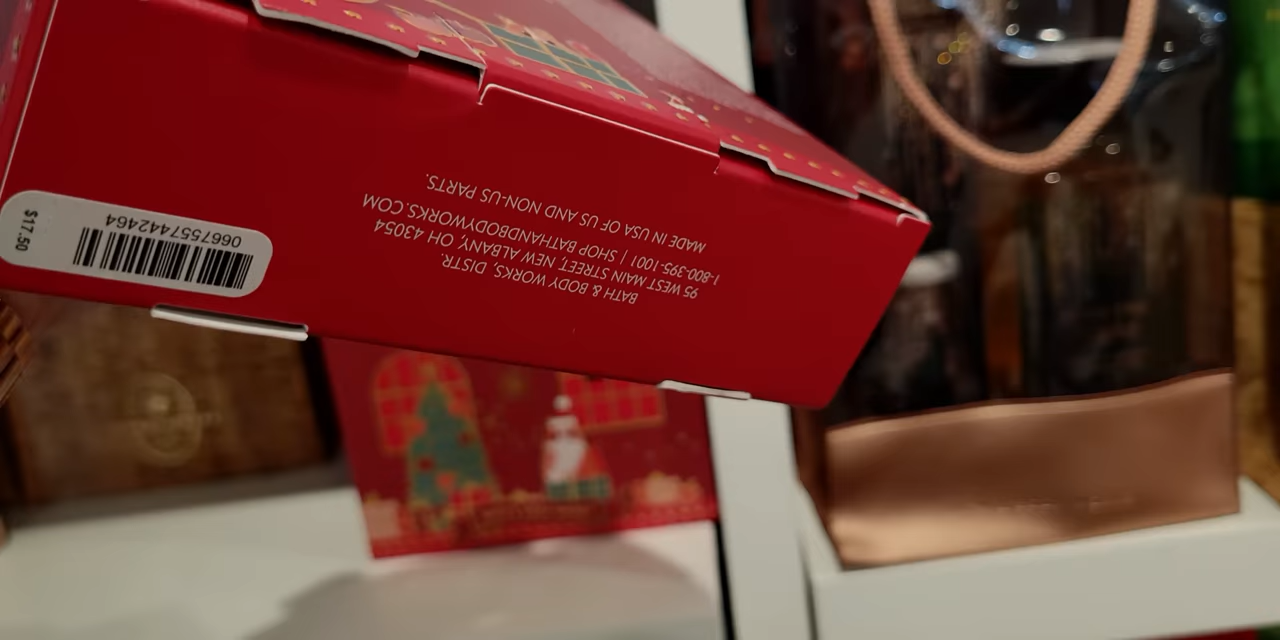 BATH & BODY WORKS, DISTR.
95 WEST MAIN STREET, NEW ALBANY, OH 43054
1-800-395-1001 | SHOP BATHANDBODYWORKS.COM
MADE IN USA OF US AND NON-US PARTS.
0667557442464
$17.50